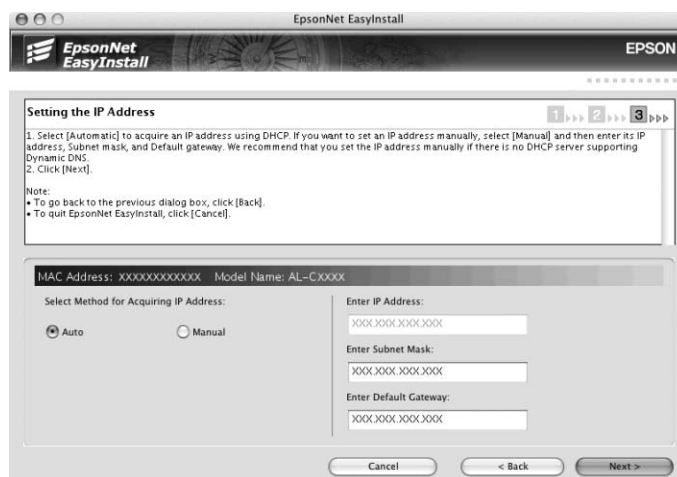 EpsonNet EasyInstall
EpsonNet
EasyInstall
EPSON
Setting the IP Address
1 2 3
1. Select [Automatic] to acquire an IP address using DHCP. If you want to set an IP address manually, select [Manual] and then enter its IP
address, Subnet mask, and Default gateway. We recommend that you set the IP address manually if there is no DHCP server supporting
Dynamic DNS.
2. Click [Next].
Note:
• To go back to the previous dialog box, click [Back].
• To quit EpsonNet EasyInstall, click [Cancel].
MAC Address: XXXXXXXXXXXX Model Name: AL-CXXXX
Select Method for Acquiring IP Address:
Auto
Manual
Enter IP Address:
XXX.XXX.XXX.XXX
Enter Subnet Mask:
XXX.XXX.XXX.XXX
Enter Default Gateway:
XXX.XXX.XXX.XXX
Cancel
< Back
Next >